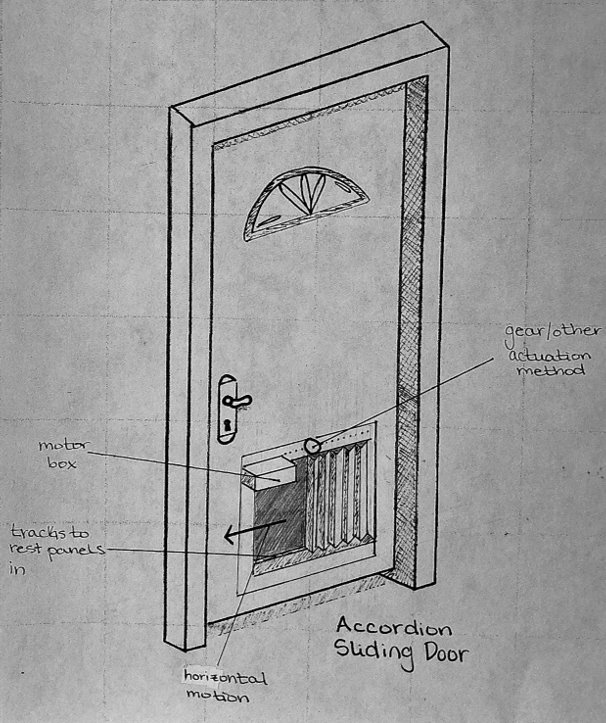 gear/other
actuation
method
motor
box
tracks to
rest panels
in
Accordion
Sliding Door
horizontal
motion